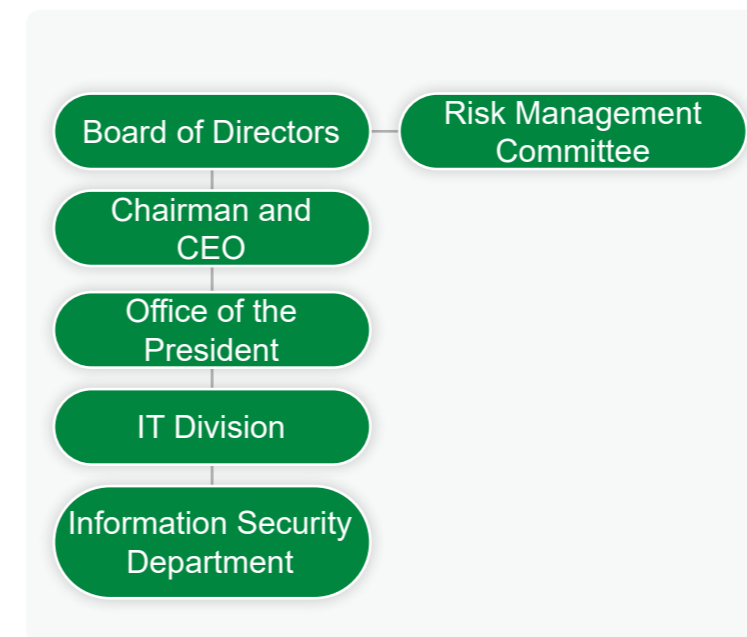 Board of Directors
Risk Management
Committee
Chairman and
CEO
Office of the
President
IT Division
Information Security
Department